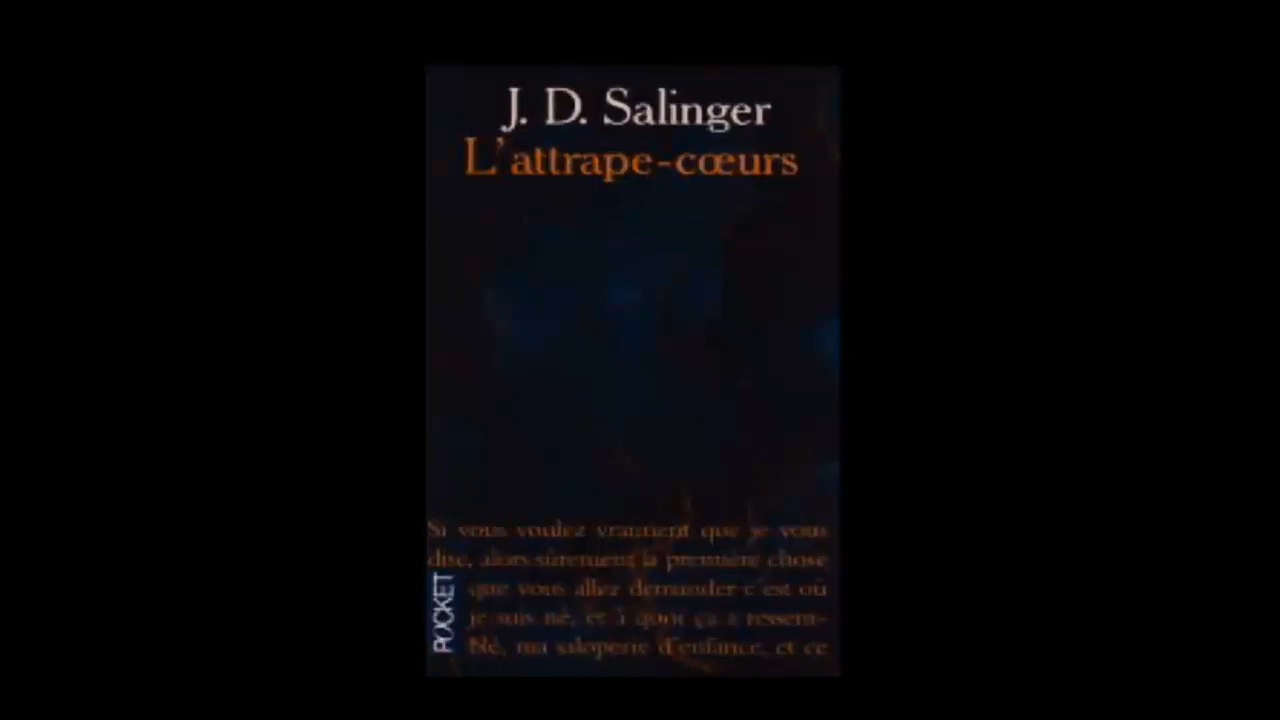 J. D. Salinger
L'attrape-cœurs
Si vous voulez vraiment que je vous
dise, alors sûrement la première chose
que vous allez demander c'est où
je suis né, et à quoi ça a ressem-
blé, ma saloperie d'enfance, et ce
POCKET